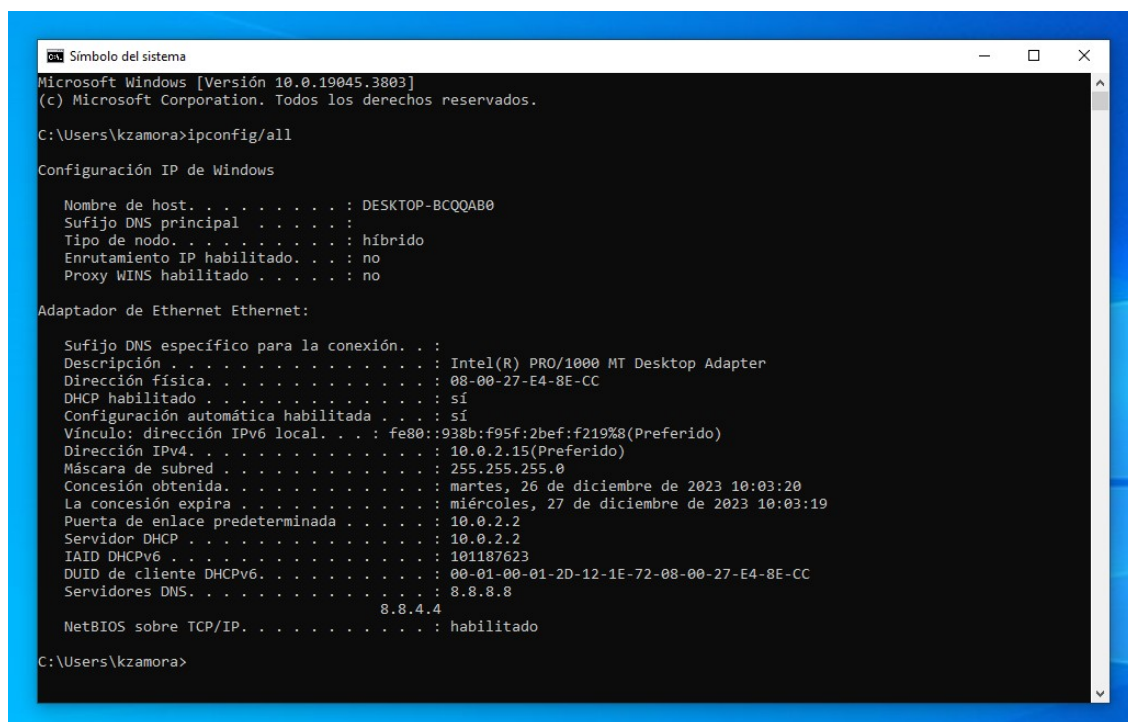 Símbolo del sistema
Microsoft Windows [Versión 10.0.19045.3803]
(c) Microsoft Corporation. Todos los derechos reservados.
C:\Users\kzamora>ipconfig/all
Configuración IP de Windows
Nombre de host. . . . . . . . . : DESKTOP-BCQQAB0
Sufijo DNS principal  . . . . . :
Tipo de nodo. . . . . . . . . . : híbrido
Enrutamiento IP habilitado. . . : no
Proxy WINS habilitado . . . . . : no
Adaptador de Ethernet Ethernet:
Sufijo DNS específico para la conexión. . :
Descripción . . . . . . . . . . . . . . . : Intel(R) PRO/1000 MT Desktop Adapter
Dirección física. . . . . . . . . . . . . : 08-00-27-E4-8E-CC
DHCP habilitado . . . . . . . . . . . . . : sí
Configuración automática habilitada . . . : sí
Vínculo: dirección IPv6 local. . . : fe80::938b:f95f:2bef:f219%8(Preferido)
Dirección IPv4. . . . . . . . . . . . . . : 10.0.2.15(Preferido)
Máscara de subred . . . . . . . . . . . . : 255.255.255.0
Concesión obtenida. . . . . . . . . . . . : martes, 26 de diciembre de 2023 10:03:20
La concesión expira . . . . . . . . . . . : miércoles, 27 de diciembre de 2023 10:03:19
Puerta de enlace predeterminada . . . . . : 10.0.2.2
Servidor DHCP . . . . . . . . . . . . . . : 10.0.2.2
IAID DHCPv6 . . . . . . . . . . . . . . . : 101187623
DUID de cliente DHCPv6. . . . . . . . . . : 00-01-00-01-2D-12-1E-72-08-00-27-E4-8E-CC
Servidores DNS. . . . . . . . . . . . . . : 8.8.8.8
8.8.4.4
NetBIOS sobre TCP/IP. . . . . . . . . . . : habilitado
C:\Users\kzamora>